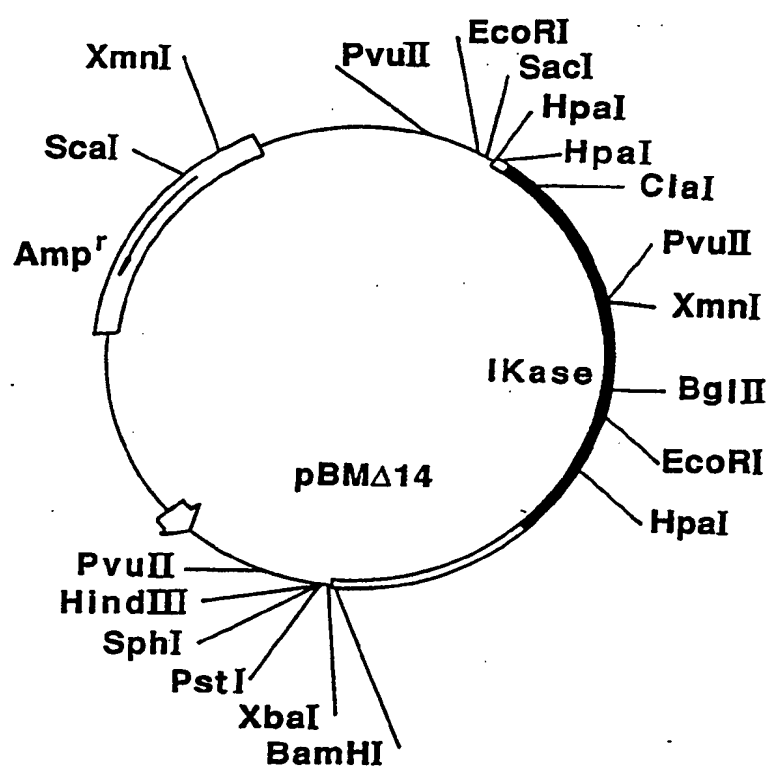 EcoRI
PvuII
XmnI
SacI
HpaI
ScaI
HpaI
ClaI
Ampʳ
PvuII
XmnI
IKase
BglII
EcoRI
pBMΔ14
HpaI
PvuII
HindIII
SphI
PstI
XbaI
BamHI